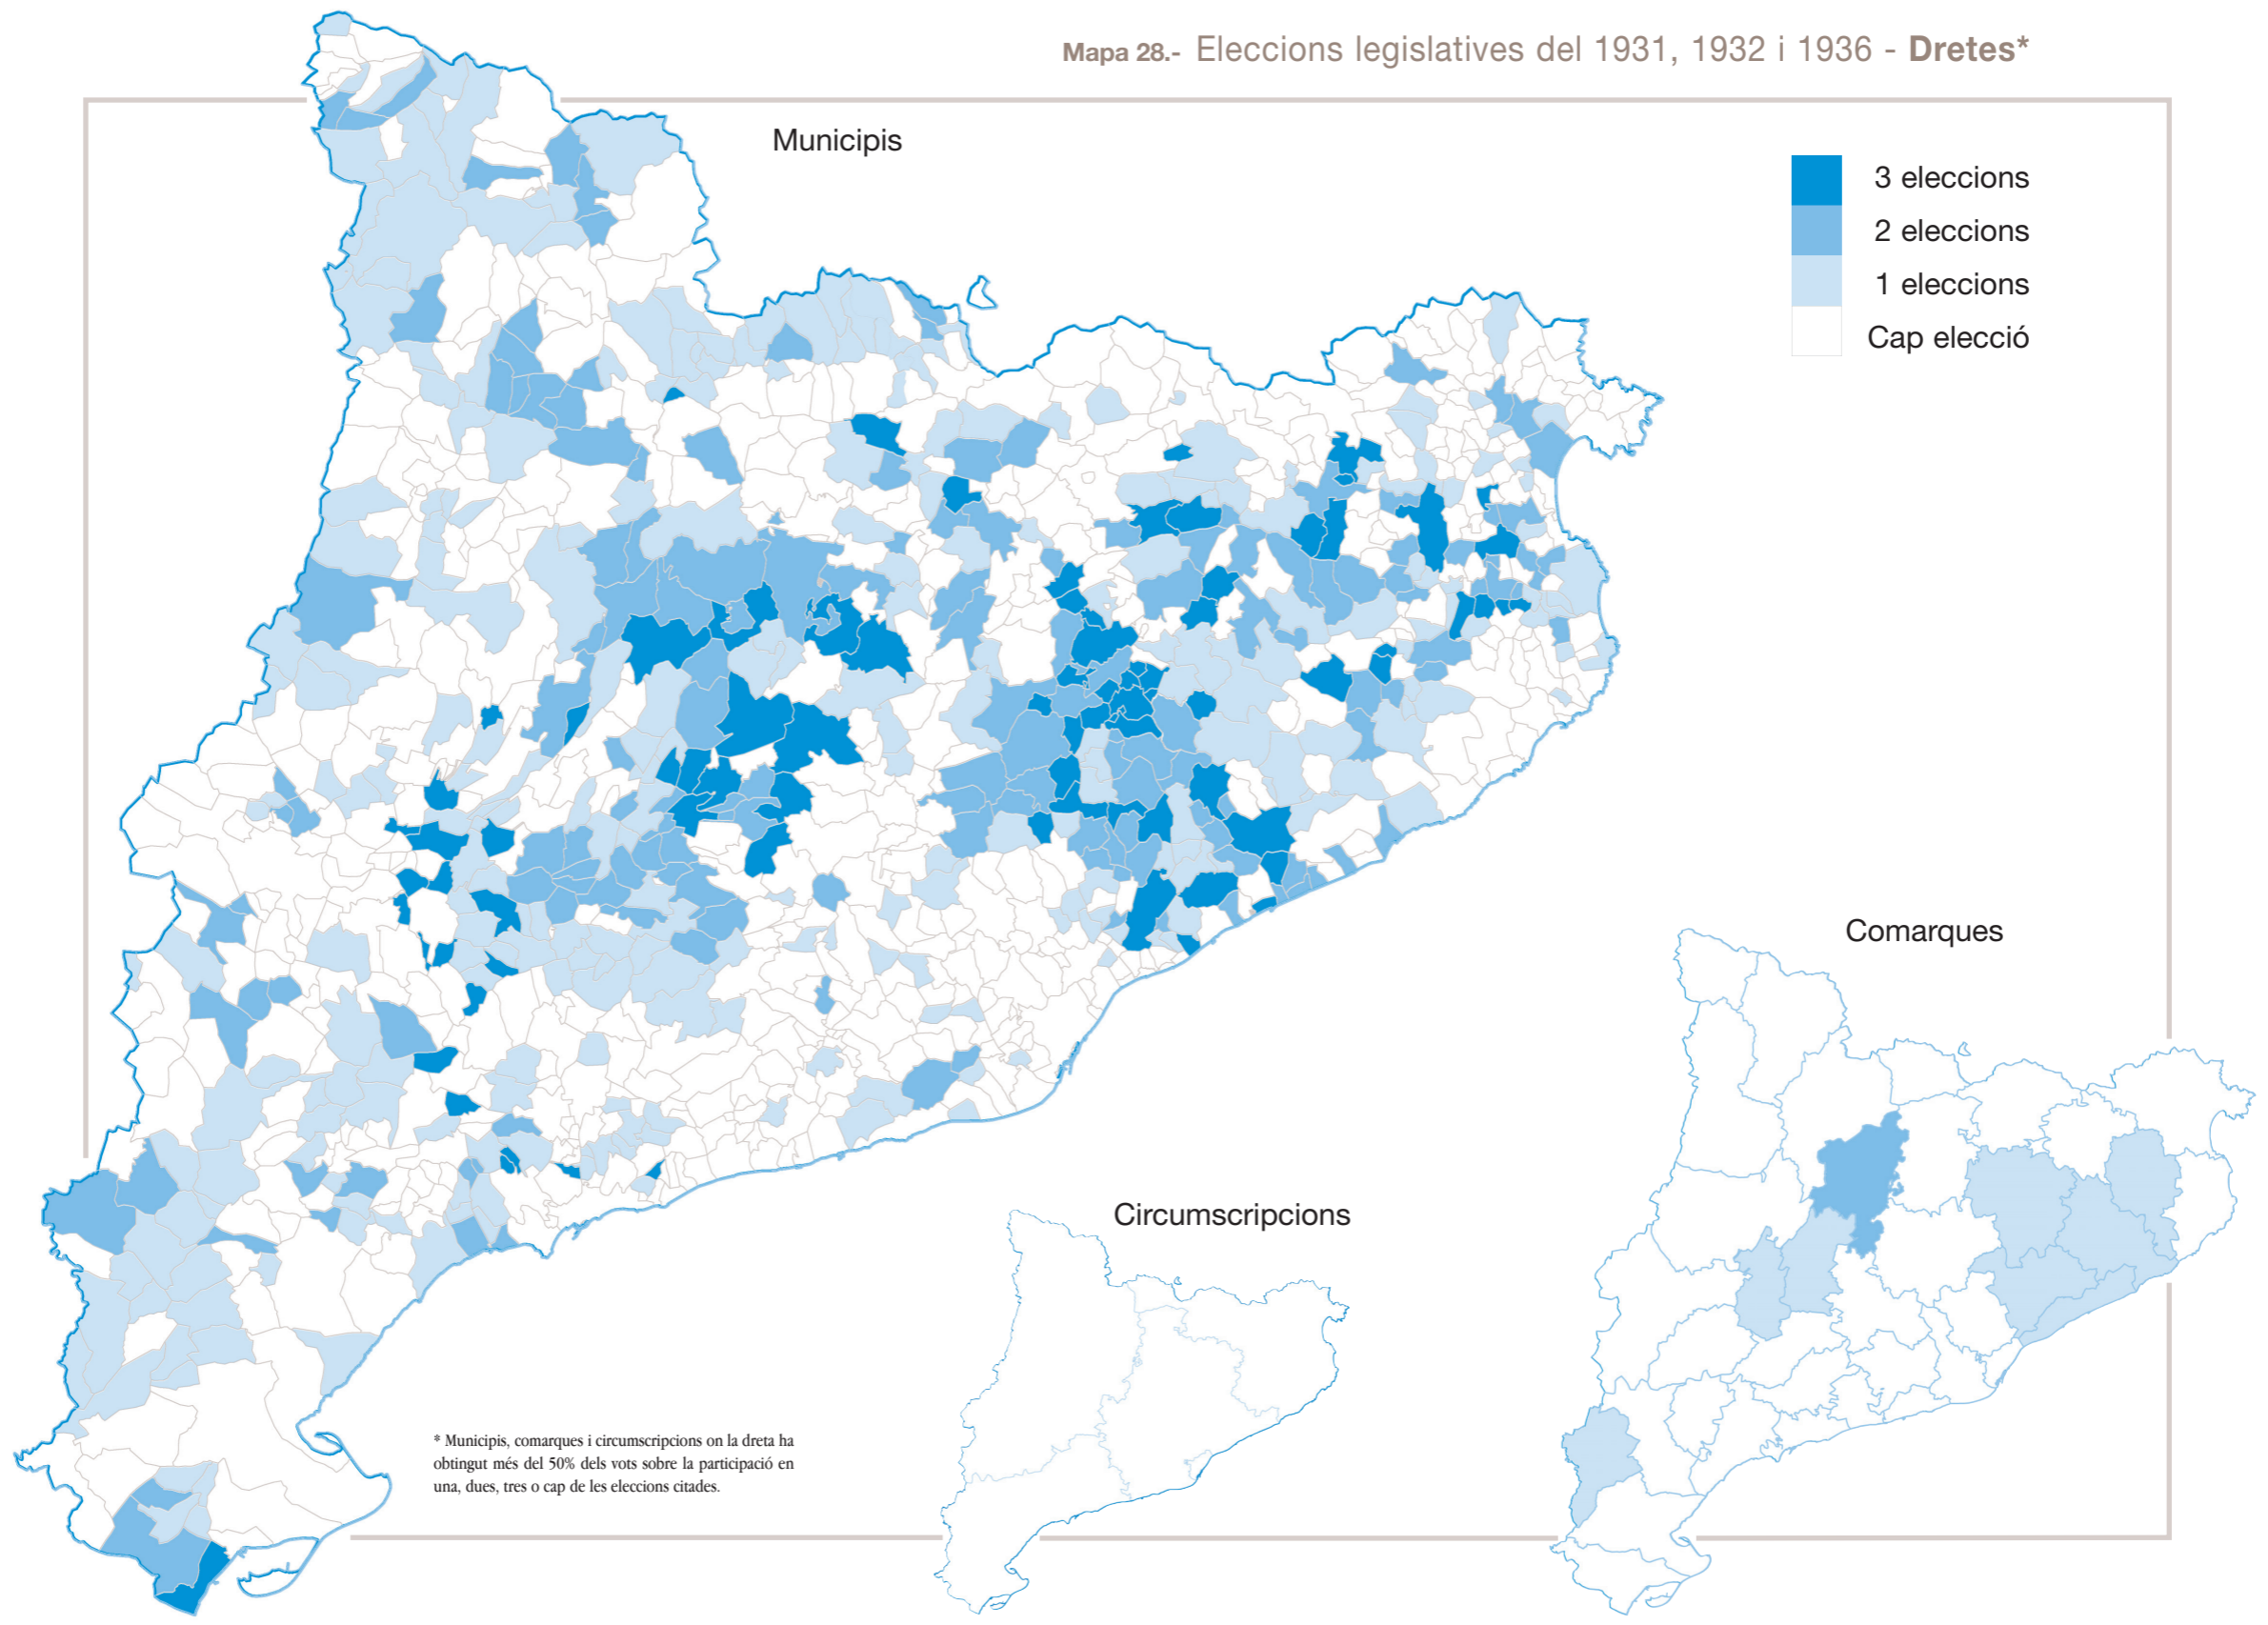 Mapa 28.- Eleccions legislatives del 1931, 1932 i 1936 - Dretes*
Municipis
3 eleccions
2 eleccions
1 eleccions
Cap elecció
Comarques
Circumscripcions
* Municipis, comarques i circumscripcions on la dreta ha
obtingut més del 50% dels vots sobre la participació en
una, dues, tres o cap de les eleccions citades.